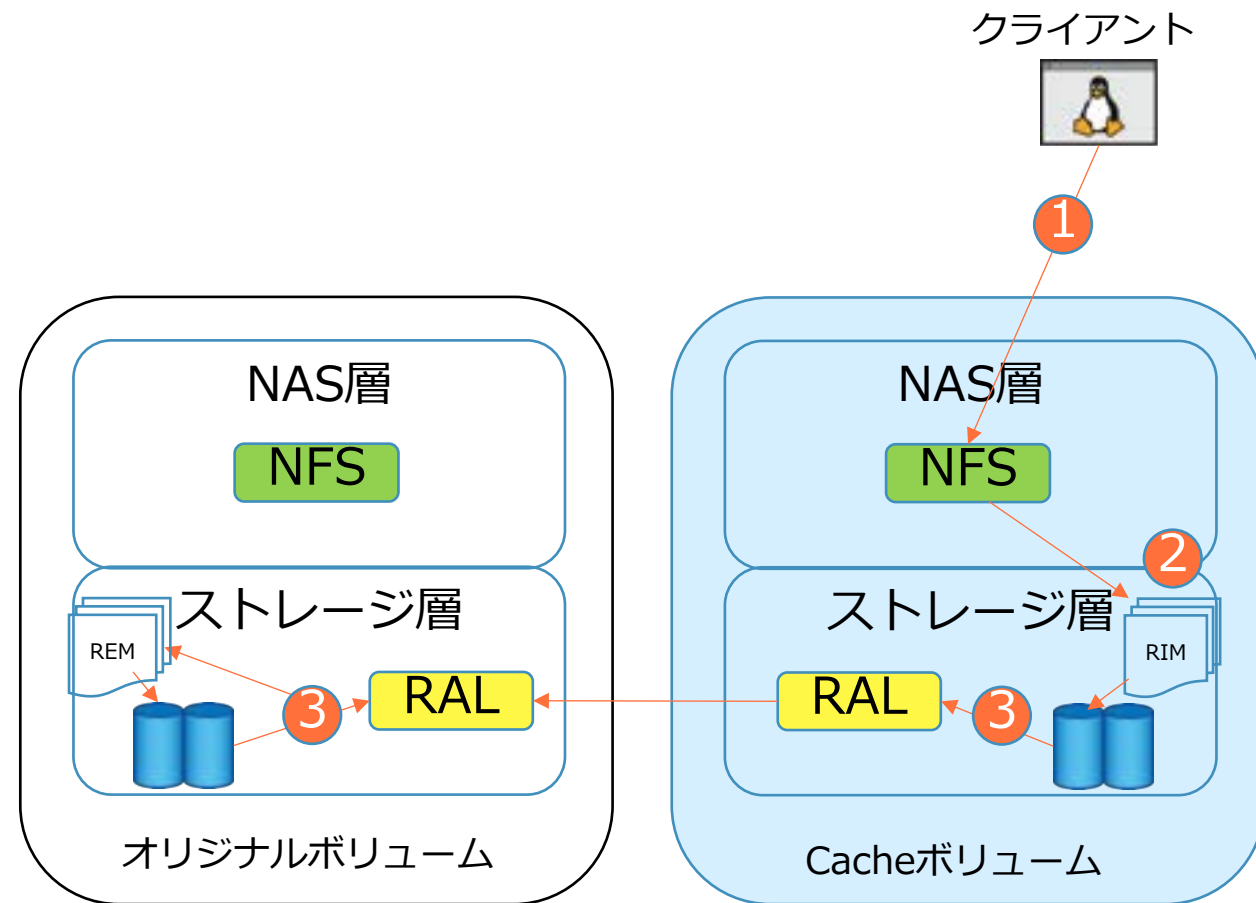 クライアント
1
NAS層
NFS
NAS層
NFS
2
ストレージ層
REM
3
RAL
ストレージ層
RIM
RAL
3
オリジナルボリューム
Cacheボリューム